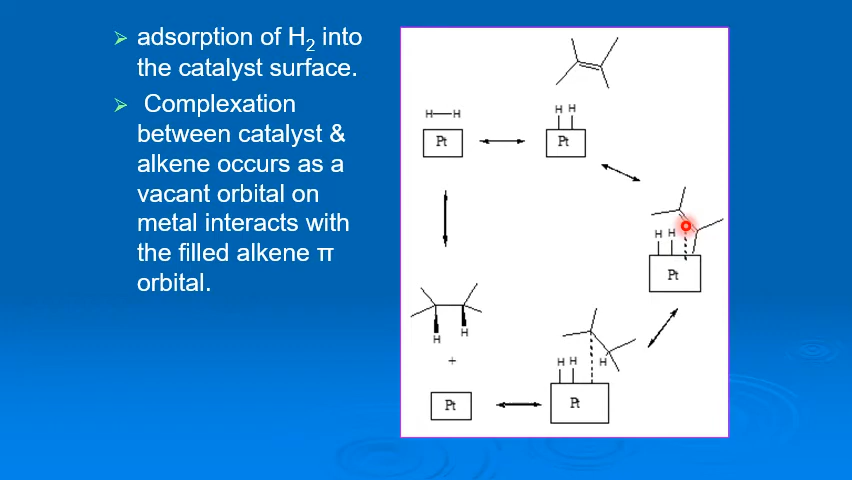 adsorption of H2 into
the catalyst surface.
Complexation
between catalyst &
alkene occurs as a
vacant orbital on
metal interacts with
the filled alkene π
orbital.
H—H
Pt
H H
Pt
H H
Pt
H H
+
Pt
H H H
Pt